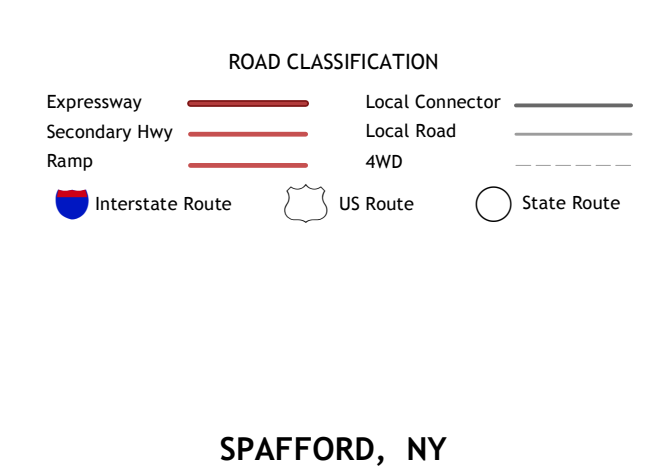 ROAD CLASSIFICATION
Expressway Local Connector
Secondary Hwy Local Road
Ramp 4WD
Interstate Route US Route State Route
SPAFFORD, NY